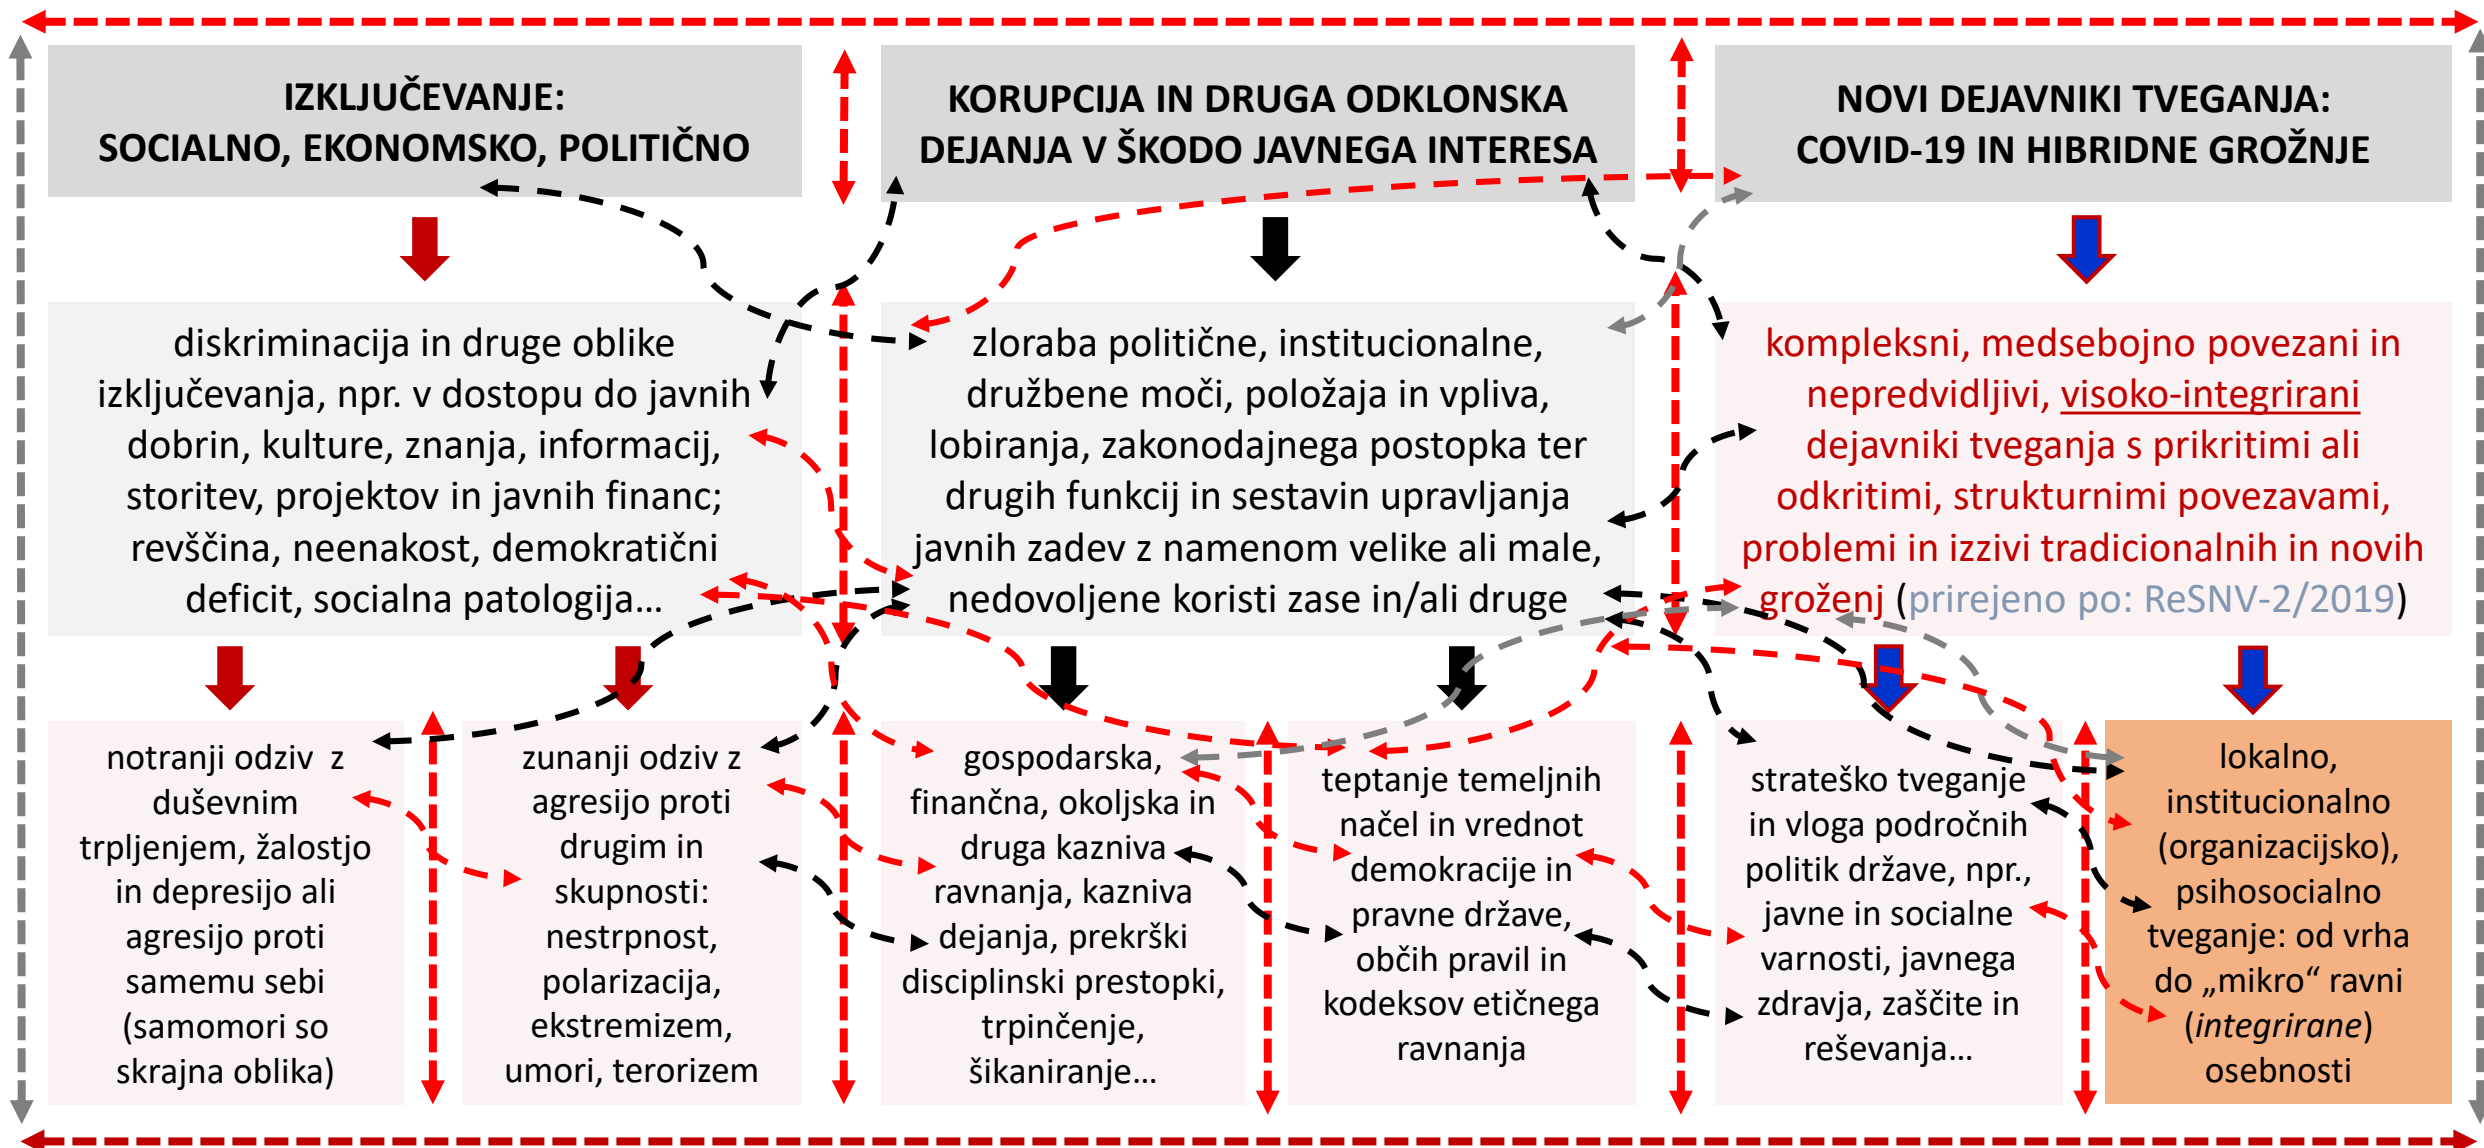 IZKLJUČEVANJE:
SOCIALNO, EKONOMSKO, POLITIČNO
KORUPCIJA IN DRUGA ODKLONSKA
DEJANJA V ŠKODO JAVNEGA INTERESA
NOVI DEJAVNIKI TVEGANJA:
COVID-19 IN HIBRIDNE GROŽNJE
diskriminacija in druge oblike
izključevanja, npr. v dostopu do javnih
dobrin, kulture, znanja, informacij,
storitev, projektov in javnih financ;
revščina, neenakost, demokratični
deficit, socialna patologija…
zloraba politične, institucionalne,
družbene moči, položaja in vpliva,
lobiranja, zakonodajnega postopka ter
drugih funkcij in sestavin upravljanja
javnih zadev z namenom velike ali male,
nedovoljene koristi zase in/ali druge
kompleksni, medsebojno povezani in
nepredvidljivi, visoko-integrirani
dejavniki tveganja s prikritimi ali
odkritimi, strukturnimi povezavami,
problemi in izzivi tradicionalnih in novih
groženj (prirejeno po: ReSNV-2/2019)
notranji odziv z
duševnim
trpljenjem, žalostjo
in depresijo ali
agresijo proti
samemu sebi
(samomori so
skrajna oblika)
zunanji odziv z
agresijo proti
drugim in
skupnosti:
nestrpnost,
polarizacija,
ekstremizem,
umori, terorizem
gospodarska,
finančna, okoljska in
druga kazniva
ravnanja, kazniva
dejanja, prekrški
disciplinski prestopki,
trpinčenje,
šikaniranje…
teptanje temeljnih
načel in vrednot
demokracije in
pravne države,
občih pravil in
kodeksov etičnega
ravnanja
strateško tveganje
in vloga področnih
politik države, npr.,
javne in socialne
varnosti, javnega
zdravja, zaščite in
reševanja…
lokalno,
institucionalno
(organizacijsko),
psihosocialno
tveganje: od vrha
do „mikro“ ravni
(integrirane)
osebnosti